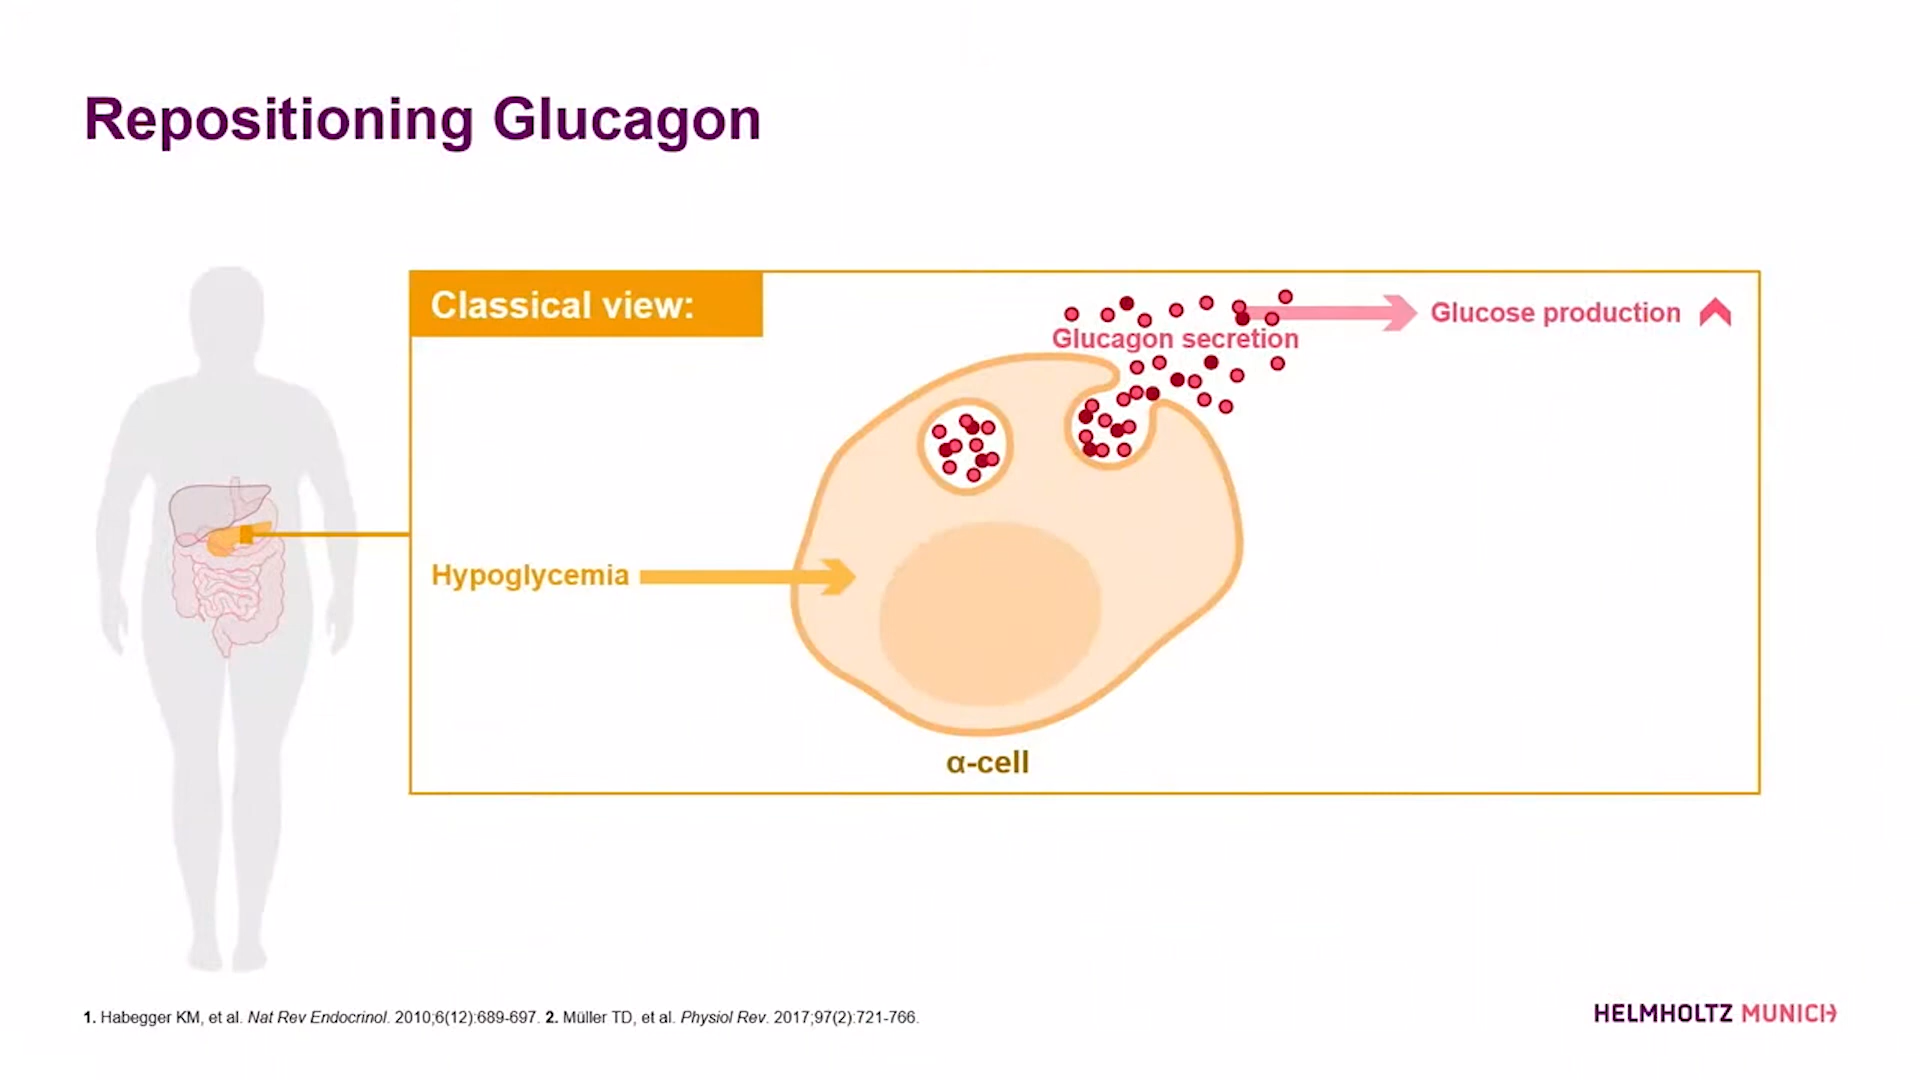 Repositioning Glucagon
Classical view:
Glucose production
Glucagon secretion
Hypoglycemia
α-cell
1. Habegger KM, et al. Nat Rev Endocrinol. 2010;6(12):689-697. 2. Müller TD, et al. Physiol Rev. 2017;97(2):721-766.
HELMHOLTZ MUNICH